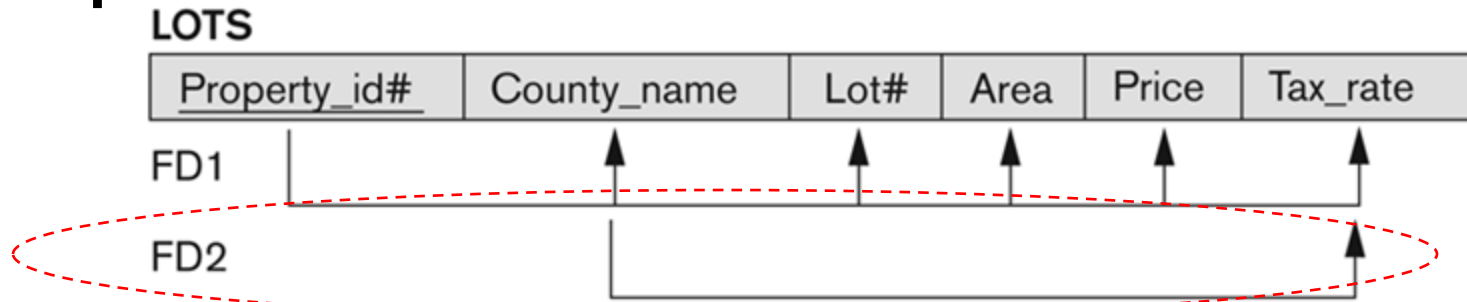 LOTS
Property_id# County_name Lot# Area Price Tax_rate
FD1
FD2